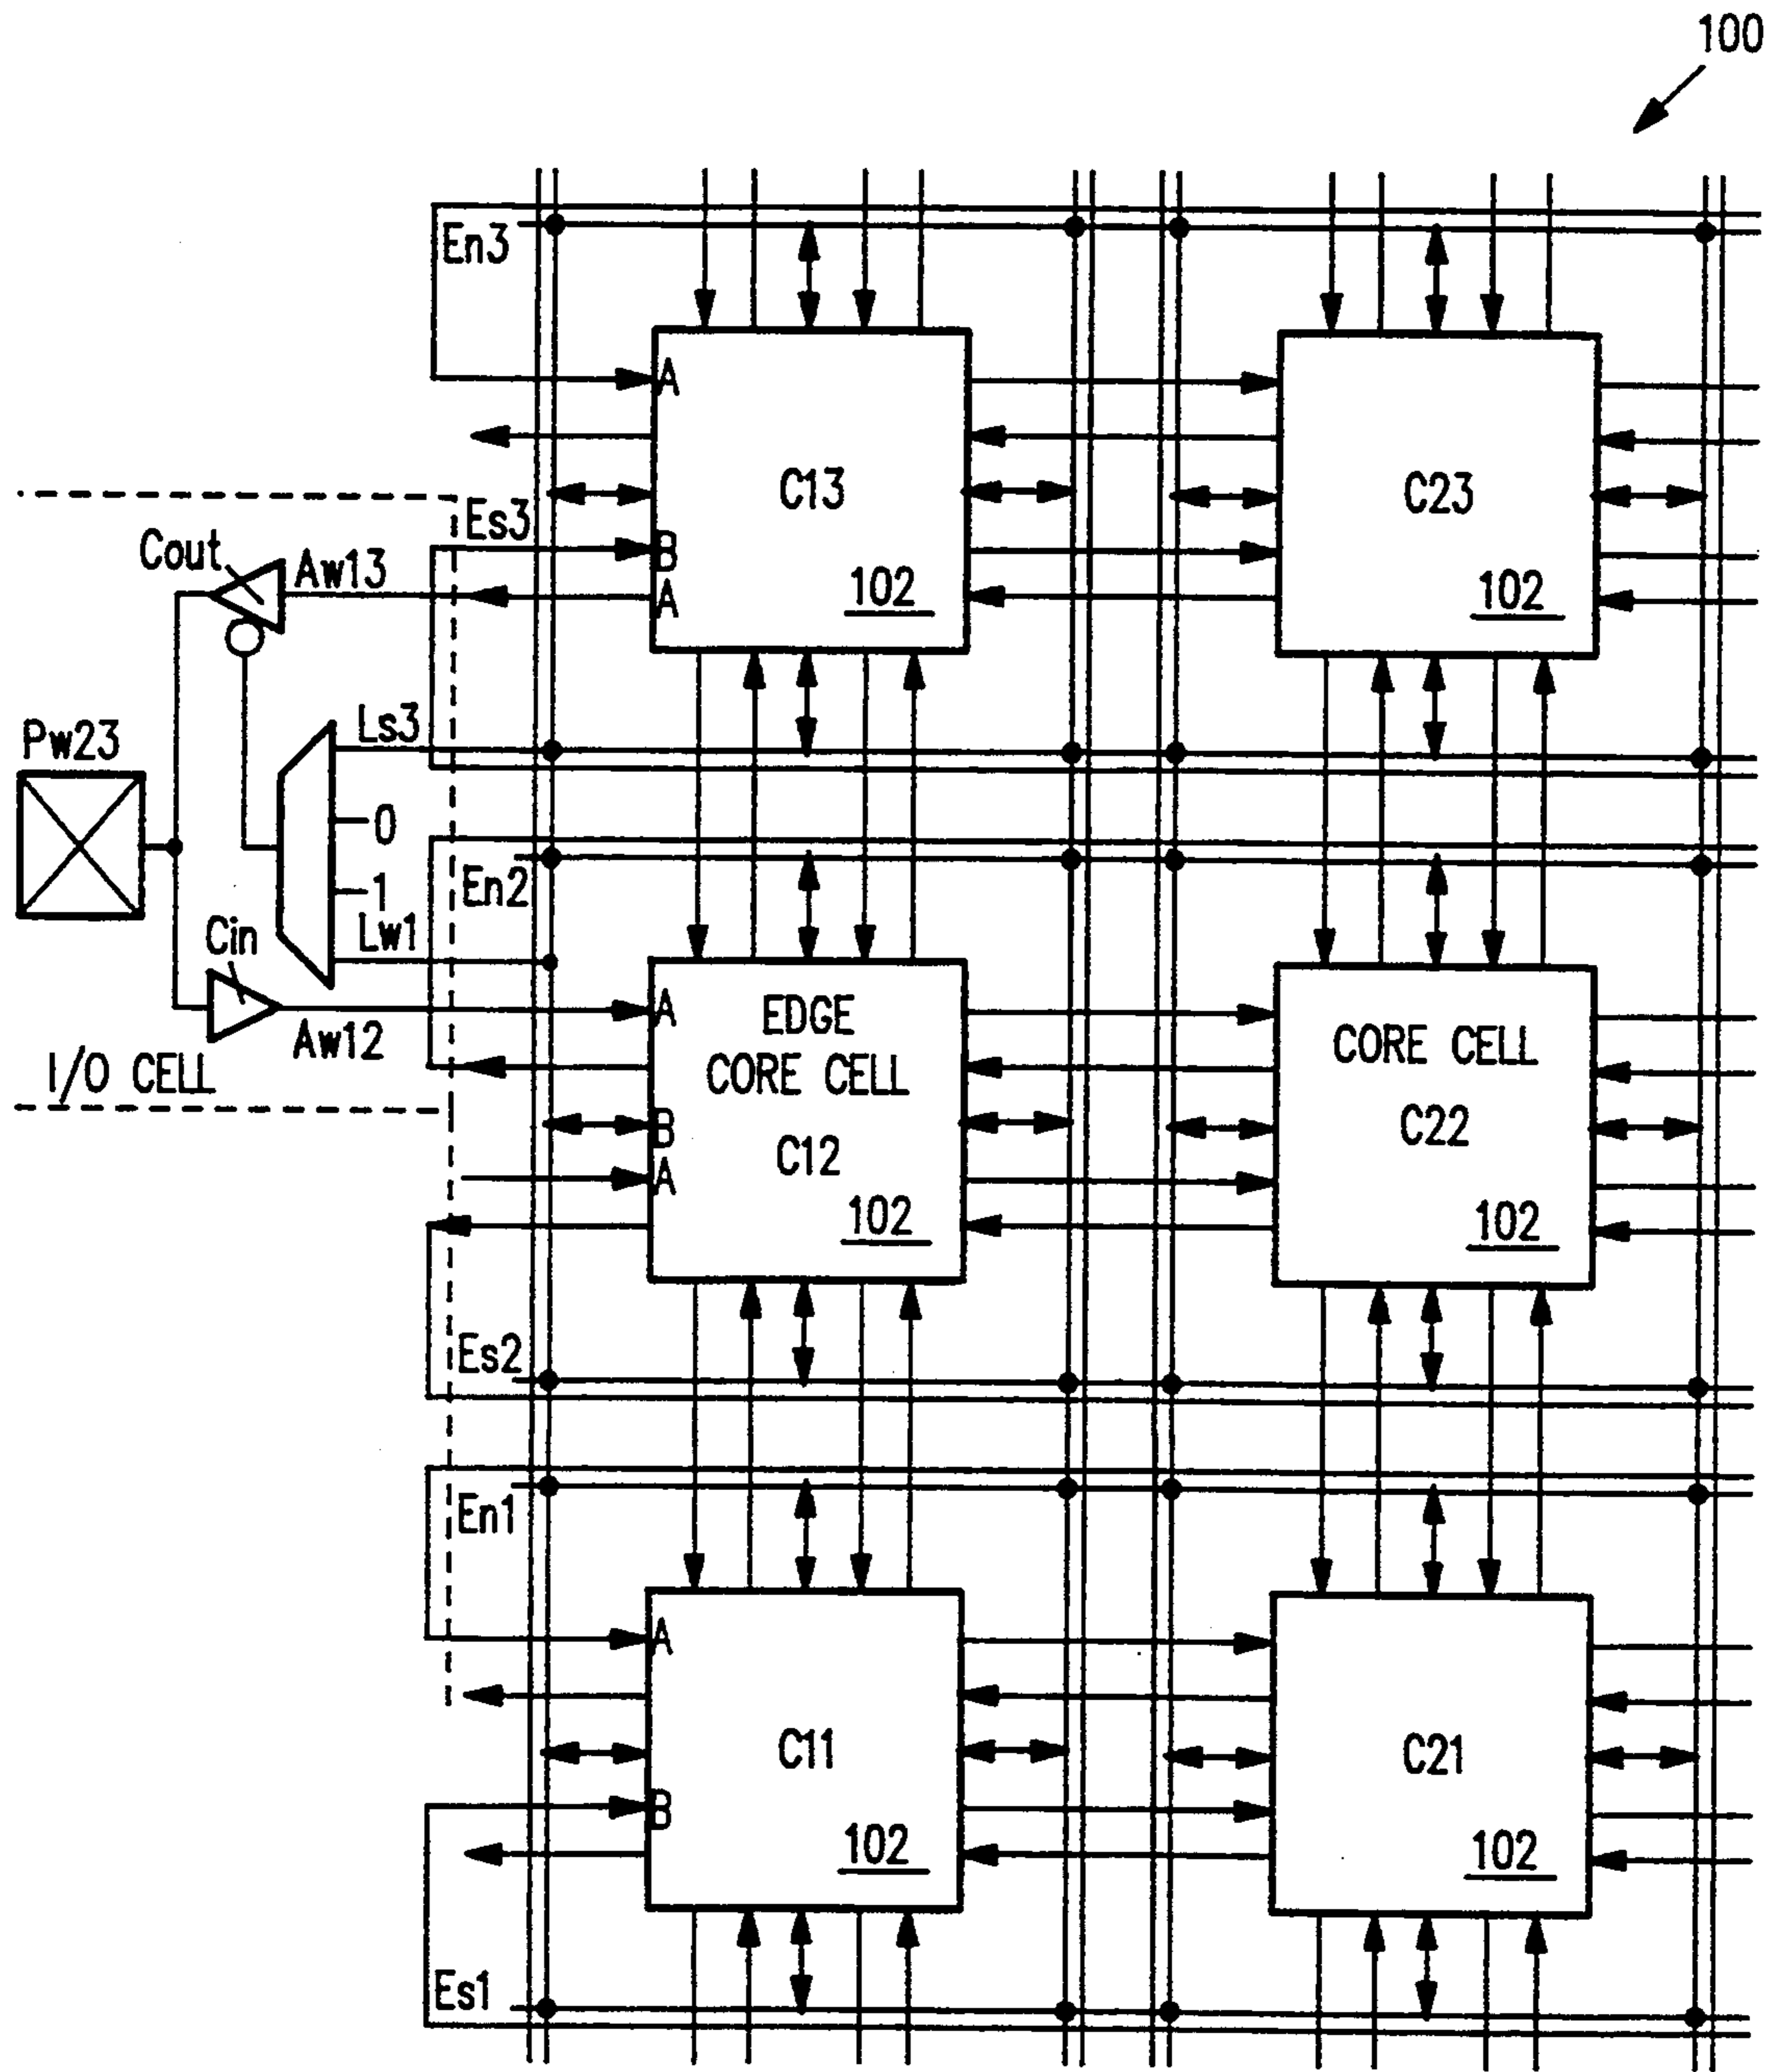 100
En3
A
C13
C23
Es3
Cout
Aw13
B
A
102
102
Pw23
Ls3
0
1
En2
Lw1
Cin
Aw12
A
EDGE
CORE CELL
C12
CORE CELL
C22
I/O CELL
B
A
102
102
Es2
En1
A
C11
C21
B
102
102
Es1